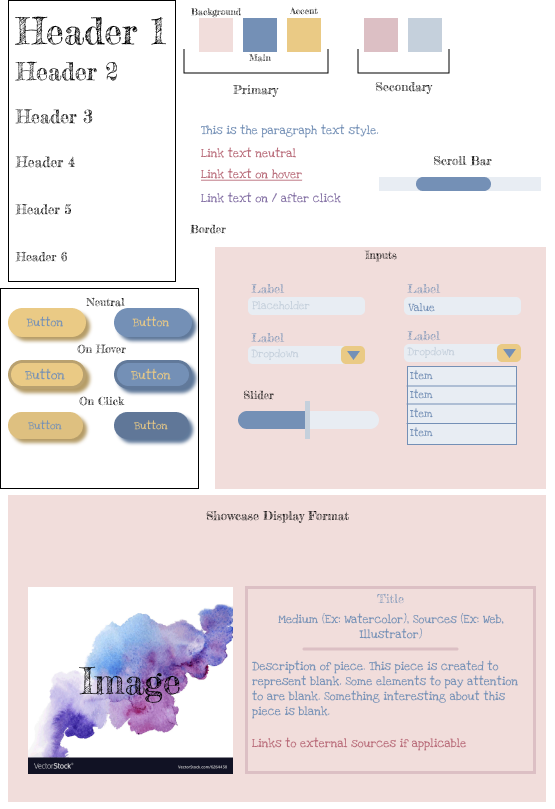 Header 1
Header 2
Header 3
Header 4
Header 5
Header 6
Background
Accent
Main
Primary
Secondary
This is the paragraph text style.
Link text neutral
Link text on hover
Link text on / after click
Scroll Bar
Border
Neutral
Button
Button
On Hover
Button
Button
On Click
Button
Button
Inputs
Label
Placeholder
Label
Value
Label
Dropdown
Label
Dropdown
Item
Item
Item
Item
Slider
Showcase Display Format
Image
VectorStock®
VectorStock.com/6264439
Title
Medium (Ex: Watercolor), Sources (Ex: Web,
Illustrator)
Description of piece. This piece is created to
represent blank. Some elements to pay attention
to are blank. Something interesting about this
piece is blank.
Links to external sources if applicable